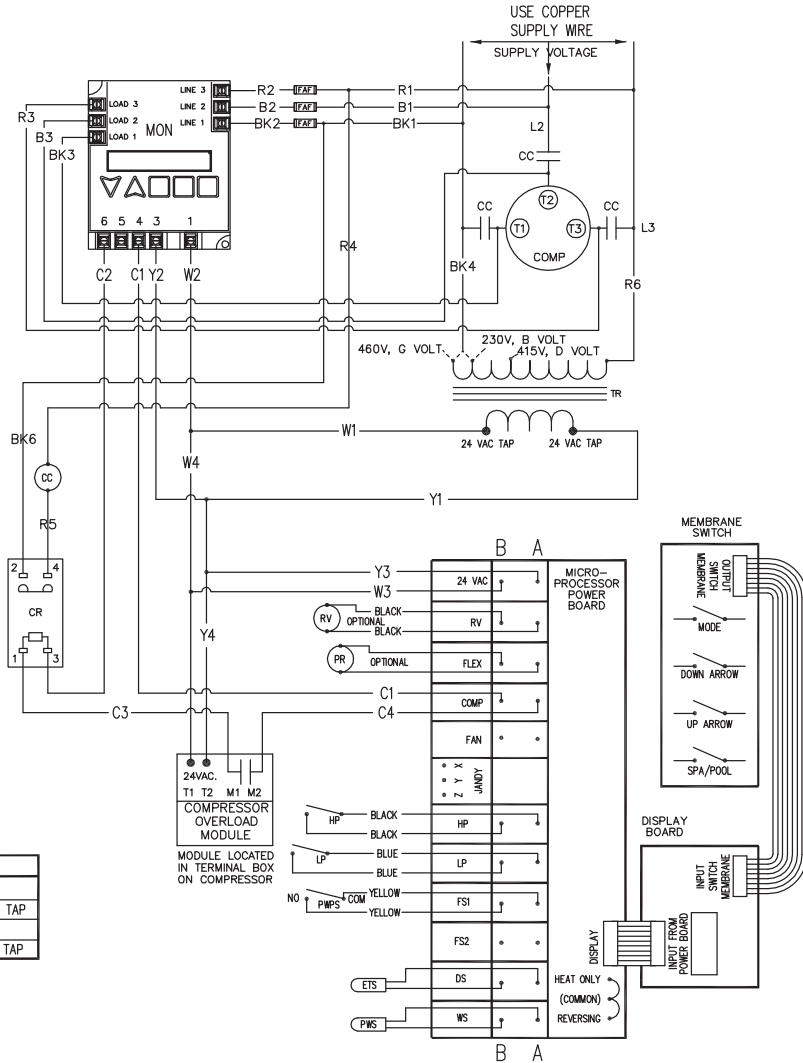 USE COPPER
SUPPLY WIRE
SUPPLY VOLTAGE
LINE 3
R2
FAF
R1
LINE 2
B2
FAF
B1
LINE 1
BK2
FAF
BK1
R3
LOAD 3
B3
LOAD 2
MON
BK3
LOAD 1
L2
CC
T2
CC
T1
T3
CC
L3
COMP
6 5 4 3 1
R4
C2
C1
Y2
W2
BK4
R6
460V, G VOLT
230V, B VOLT
415V, D VOLT
TR
W1
24 VAC TAP
24 VAC TAP
BK6
CC
W4
Y1
R5
2
4
CR
1
3
Y4
C3
B A
Y3
W3
24 VAC
MICRO-
PROCESSOR
POWER
BOARD
RV
BLACK
OPTIONAL
BLACK
RV
PR
OPTIONAL
FLEX
C1
C4
COMP
FAN
Z Y X
JANDY
24VAC.
T1 T2 M1 M2
COMPRESSOR
OVERLOAD
MODULE
MODULE LOCATED
IN TERMINAL BOX
ON COMPRESSOR
HP
BLACK
BLACK
HP
LP
BLUE
BLUE
LP
NO
PWPS
COM
YELLOW
YELLOW
FS1
FS2
ETS
DS
PWS
WS
HEAT ONLY
(COMMON)
REVERSING
B A
MEMBRANE
SWITCH
OUTPUT
SWITCH
MEMBRANE
MODE
DOWN ARROW
UP ARROW
SPA/POOL
DISPLAY
BOARD
INPUT
SWITCH
MEMBRANE
DISPLAY
INPUT FROM
POWER BOARD
TAP
TAP